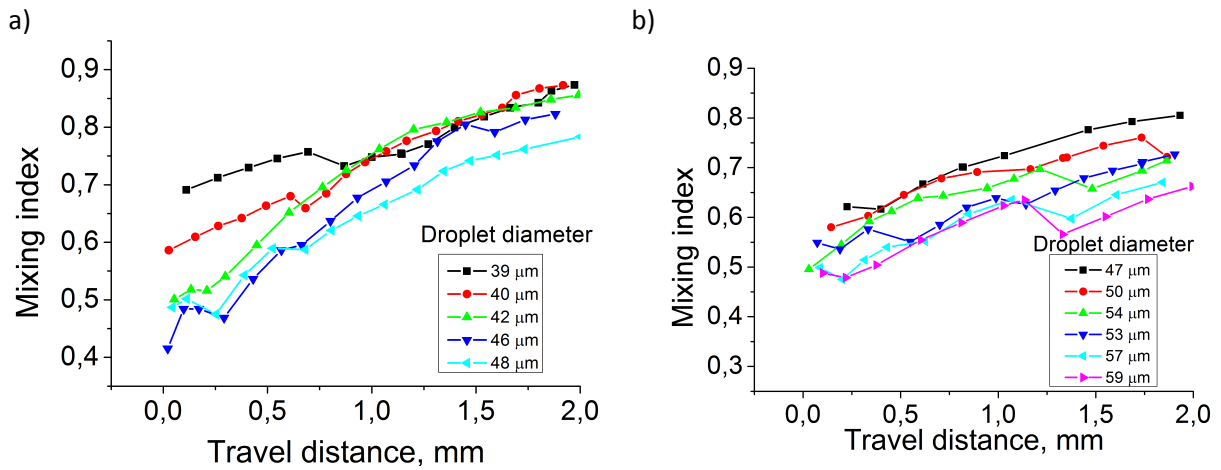 a)
0,9
0,8
0,7
0,6
0,5
0,4
Mixing index
0,0 0,5 1,0 1,5 2,0
Travel distance, mm
Droplet diameter
39 μm
40 μm
42 μm
46 μm
48 μm
b)
0,9
0,8
0,7
0,6
0,5
0,4
0,3
Mixing index
0,0 0,5 1,0 1,5 2,0
Travel distance, mm
Droplet diameter
47 μm
50 μm
54 μm
53 μm
57 μm
59 μm